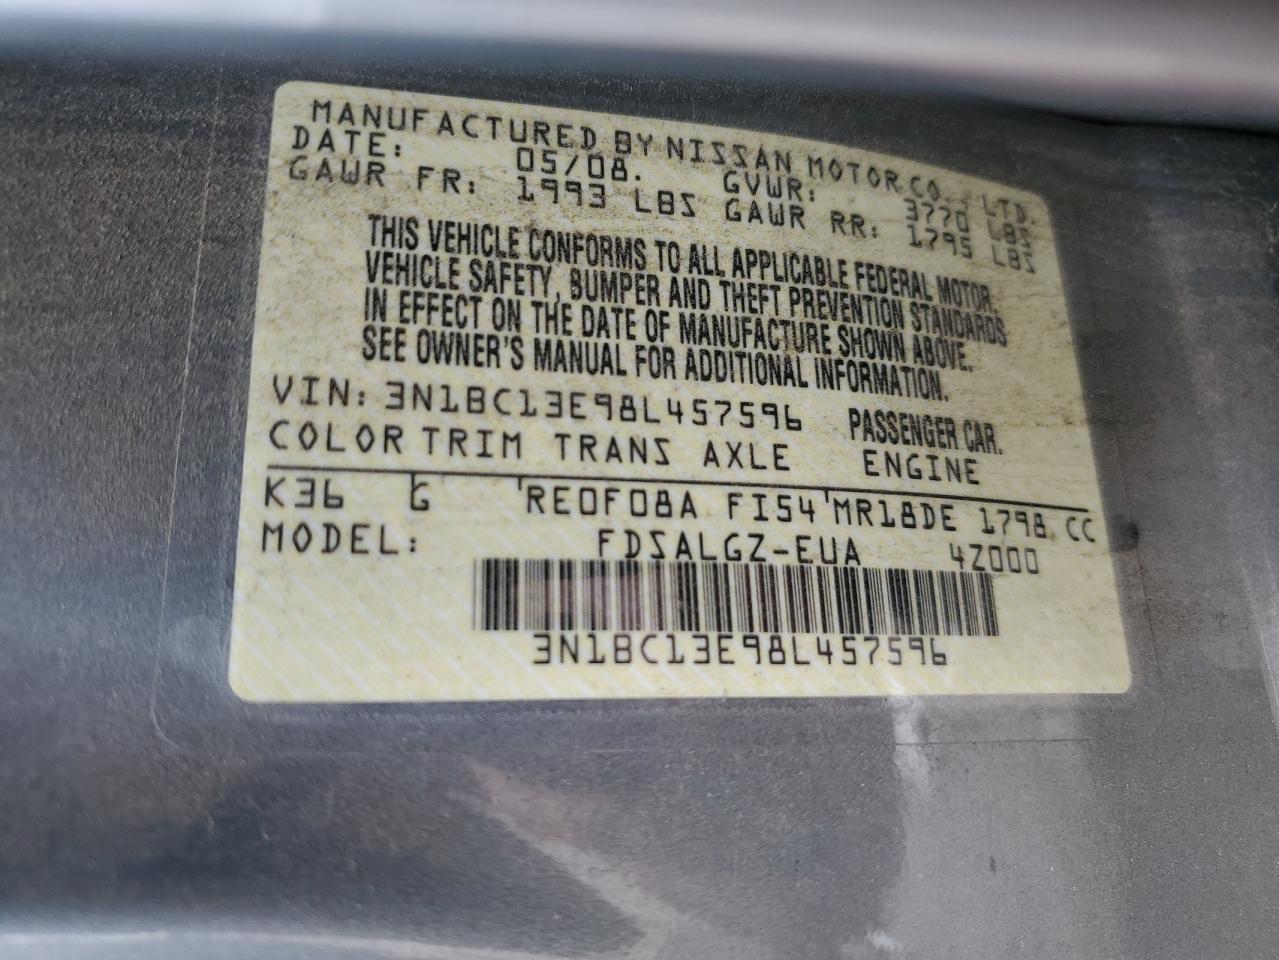 MANUFACTURED BY NISSAN MOTOR CO., LTD.
DATE: 05/08. GVWR: 3770 LBS
GAWR FR: 1993 LBS GAWR RR: 1795 LBS
THIS VEHICLE CONFORMS TO ALL APPLICABLE FEDERAL MOTOR
VEHICLE SAFETY, BUMPER AND THEFT PREVENTION STANDARDS
IN EFFECT ON THE DATE OF MANUFACTURE SHOWN ABOVE.
SEE OWNER'S MANUAL FOR ADDITIONAL INFORMATION.
VIN: 3N1BC13E98L457596 PASSENGER CAR.
COLOR TRIM TRANS AXLE ENGINE
K36 G RE0F08A FI54 MR18DE 1798 CC
MODEL: FDSALGZ-EUA 4Z000
3N1BC13E98L457596